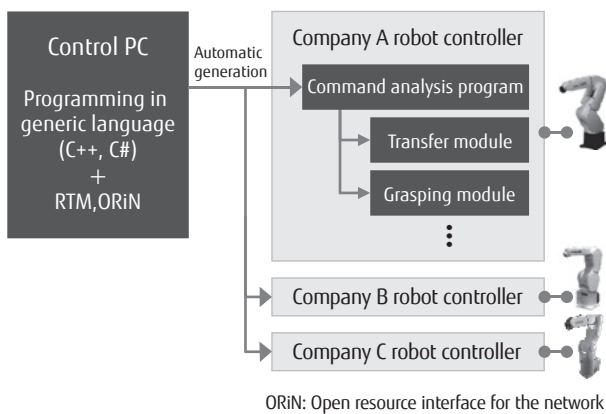 Control PC
Programming in
generic language
(C++, C#)
+
RTM,ORiN
Automatic
generation
Company A robot controller
Command analysis program
Transfer module
Grasping module
Company B robot controller
Company C robot controller
ORiN: Open resource interface for the network